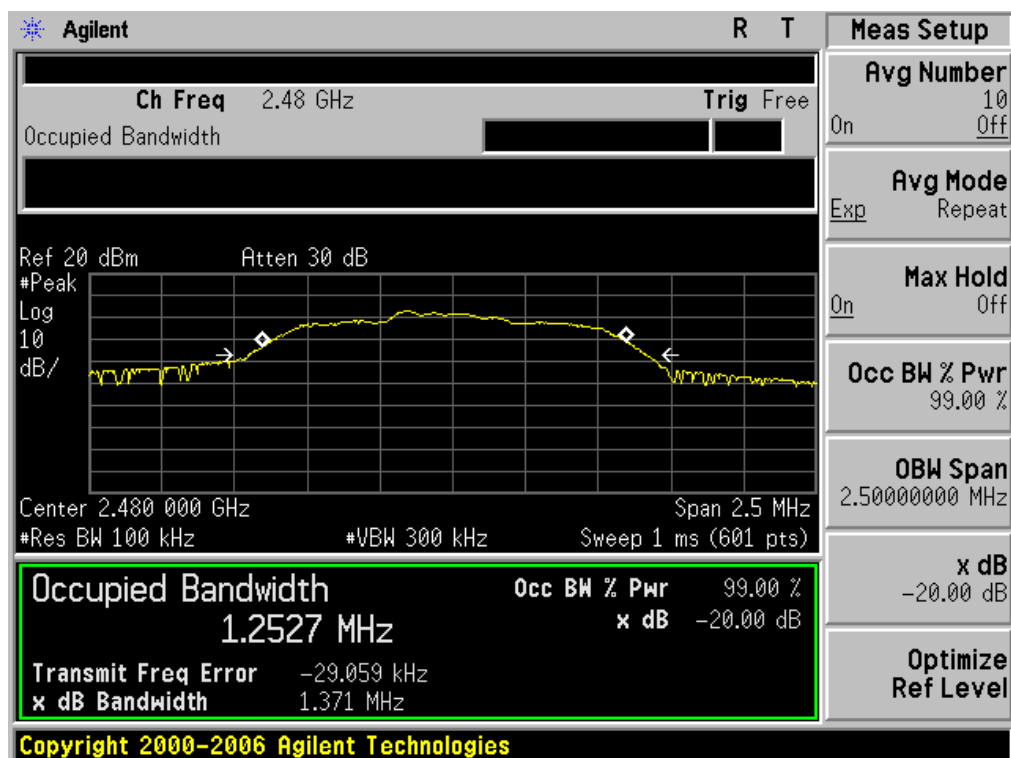 Agilent R T
Ch Freq 2.48 GHz Trig Free
Occupied Bandwidth
Ref 20 dBm Atten 30 dB
#Peak
Log
10
dB/
Center 2.480 000 GHz Span 2.5 MHz
#Res BW 100 kHz #VBW 300 kHz Sweep 1 ms (601 pts)
Occupied Bandwidth
1.2527 MHz
Occ BW % Pwr 99.00 %
x dB -20.00 dB
Transmit Freq Error -29.059 kHz
x dB Bandwidth 1.371 MHz
Meas Setup
Avg Number
10
On Off
Avg Mode
Exp Repeat
Max Hold
On Off
Occ BW % Pwr
99.00 %
OBW Span
2.50000000 MHz
x dB
-20.00 dB
Optimize
Ref Level
Copyright 2000-2006 Agilent Technologies